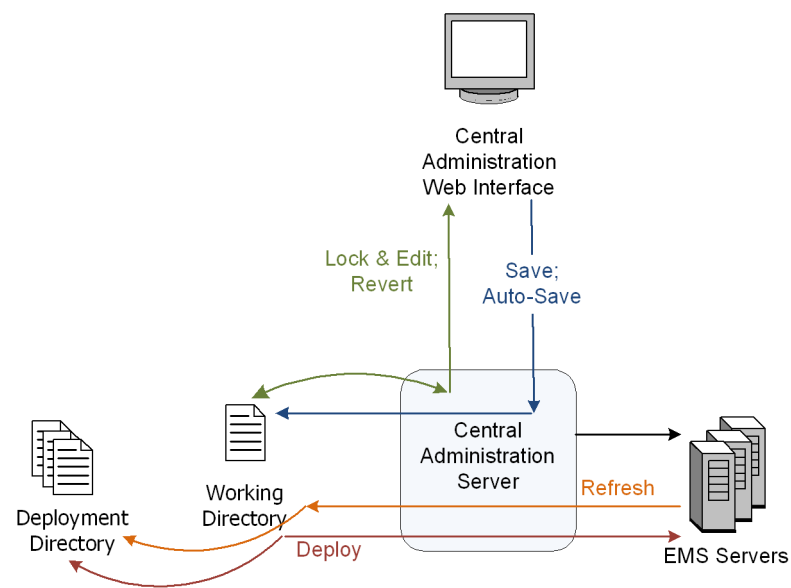 Central
Administration
Web Interface
Lock & Edit;
Revert
Save;
Auto-Save
Central
Administration
Server
Refresh
Working
Directory
Deployment
Directory
Deploy
EMS Servers